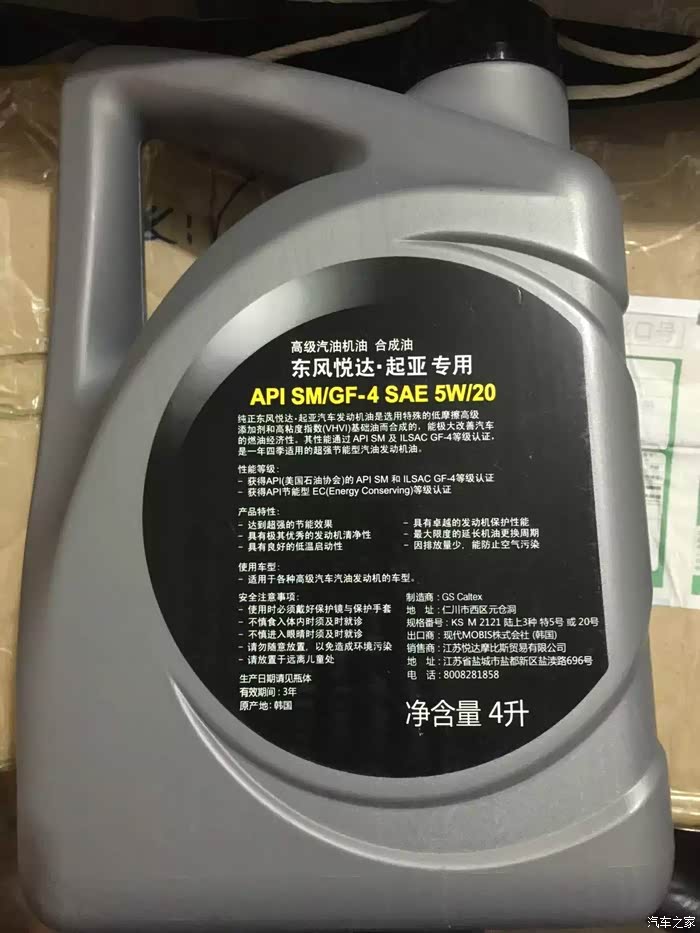 高级汽油机油 合成油
东风悦达·起亚 专用
API SM/GF-4 SAE 5W/20
纯正东风悦达·起亚汽车发动机油是选用特殊的低摩擦高级
添加剂和高粘度指数(VHVI)基础油而合成的，能极大改善汽车
的燃油经济性。其性能通过 API SM 及 ILSAC GF-4等级认证，
是一年四季适用的超强节能型汽油发动机油。
性能等级:
- 获得API(美国石油协会)的 API SM 和 ILSAC GF-4等级认证
- 获得API节能型 EC(Energy Conserving)等级认证
产品特性:
- 达到超强的节能效果
- 具有极其优秀的发动机清净性
- 具有良好的低温启动性
- 具有卓越的发动机保护性能
- 最大限度的延长机油更换周期
- 因排放量少，能防止空气污染
使用车型:
- 适用于各种高级汽车汽油发动机的车型。
安全注意事项:
- 使用时必须戴好保护镜与保护手套
- 不慎食入体内时须及时就诊
- 不慎进入眼睛时须及时就诊
- 请勿随意放置，以免造成环境污染
- 请放置于远离儿童处
生产日期请见瓶体
有效期间: 3年
原产地: 韩国
制造商: GS Caltex
地 址: 仁川市西区元仓洞
规格番号: KS M 2121 陆上3种 特5号 或 20号
出口商: 现代MOBIS株式会社 (韩国)
销售商: 江苏悦达摩比斯贸易有限公司
地 址: 江苏省盐城市盐都新区盐渎路696号
电 话: 8008281858
净含量 4升
汽车之家